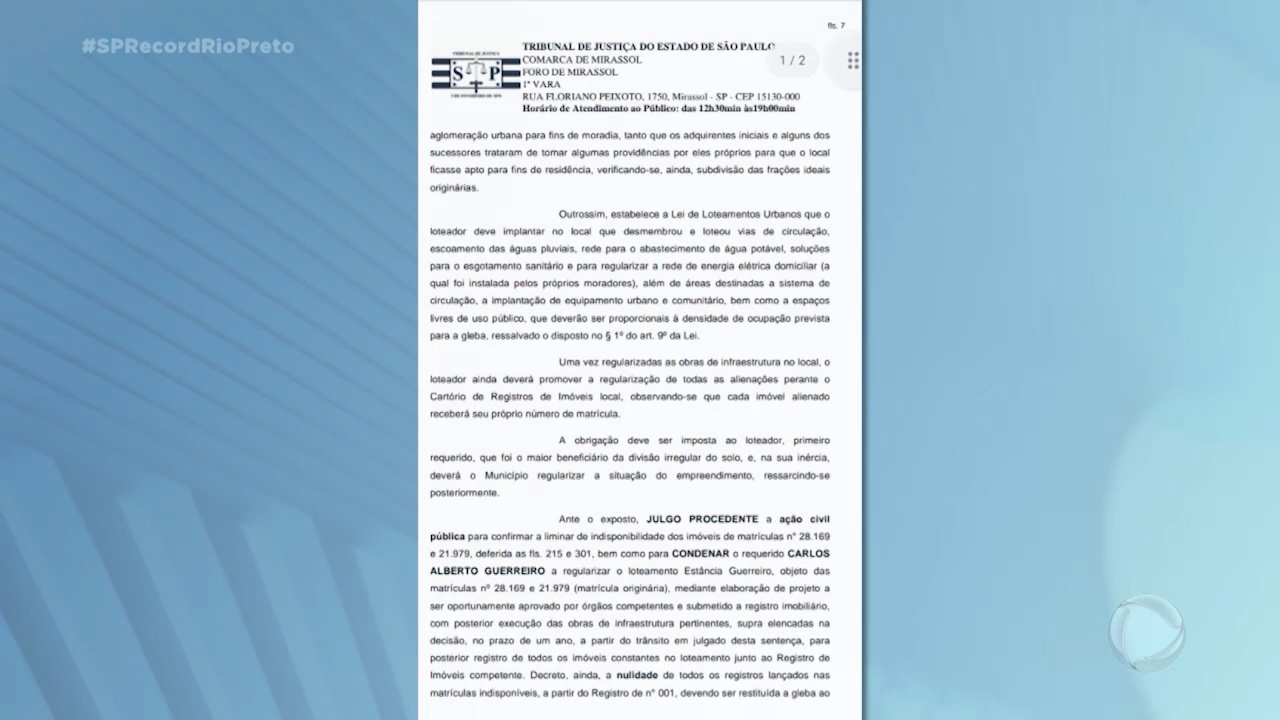 #SPRecordRioPreto
fls. 7
TRIBUNAL DE JUSTIÇA DO ESTADO DE SÃO PAULO
COMARCA DE MIRASSOL
FORO DE MIRASSOL
1ª VARA
RUA FLORIANO PEIXOTO, 1750, Mirassol - SP - CEP 15130-000
Horário de Atendimento ao Público: das 12h30min às19h00min
1 / 2
TRIBUNAL DE JUSTIÇA
S P
3 DE FEVEREIRO DE 1874
aglomeração urbana para fins de moradia, tanto que os adquirentes iniciais e alguns dos
sucessores trataram de tomar algumas providências por eles próprios para que o local
ficasse apto para fins de residência, verificando-se, ainda, subdivisão das frações ideais
originárias.
Outrossim, estabelece a Lei de Loteamentos Urbanos que o
loteador deve implantar no local que desmembrou e loteou vias de circulação,
escoamento das águas pluviais, rede para o abastecimento de água potável, soluções
para o esgotamento sanitário e para regularizar a rede de energia elétrica domiciliar (a
qual foi instalada pelos próprios moradores), além de áreas destinadas a sistema de
circulação, a implantação de equipamento urbano e comunitário, bem como a espaços
livres de uso público, que deverão ser proporcionais à densidade de ocupação prevista
para a gleba, ressalvado o disposto no § 1º do art. 9º da Lei.
Uma vez regularizadas as obras de infraestrutura no local, o
loteador ainda deverá promover a regularização de todas as alienações perante o
Cartório de Registros de Imóveis local, observando-se que cada imóvel alienado
receberá seu próprio número de matrícula.
A obrigação deve ser imposta ao loteador, primeiro
requerido, que foi o maior beneficiário da divisão irregular do solo, e, na sua inércia,
deverá o Município regularizar a situação do empreendimento, ressarcindo-se
posteriormente.
Ante o exposto, JULGO PROCEDENTE a ação civil
pública para confirmar a liminar de indisponibilidade dos imóveis de matrículas n° 28.169
e 21.979, deferida as fls. 215 e 301, bem como para CONDENAR o requerido CARLOS
ALBERTO GUERREIRO a regularizar o loteamento Estância Guerreiro, objeto das
matrículas nº 28.169 e 21.979 (matrícula originária), mediante elaboração de projeto a
ser oportunamente aprovado por órgãos competentes e submetido a registro imobiliário,
com posterior execução das obras de infraestrutura pertinentes, supra elencadas na
decisão, no prazo de um ano, a partir do trânsito em julgado desta sentença, para
posterior registro de todos os imóveis constantes no loteamento junto ao Registro de
Imóveis competente. Decreto, ainda, a nulidade de todos os registros lançados nas
matrículas indisponíveis, a partir do Registro de n° 001, devendo ser restituída a gleba ao